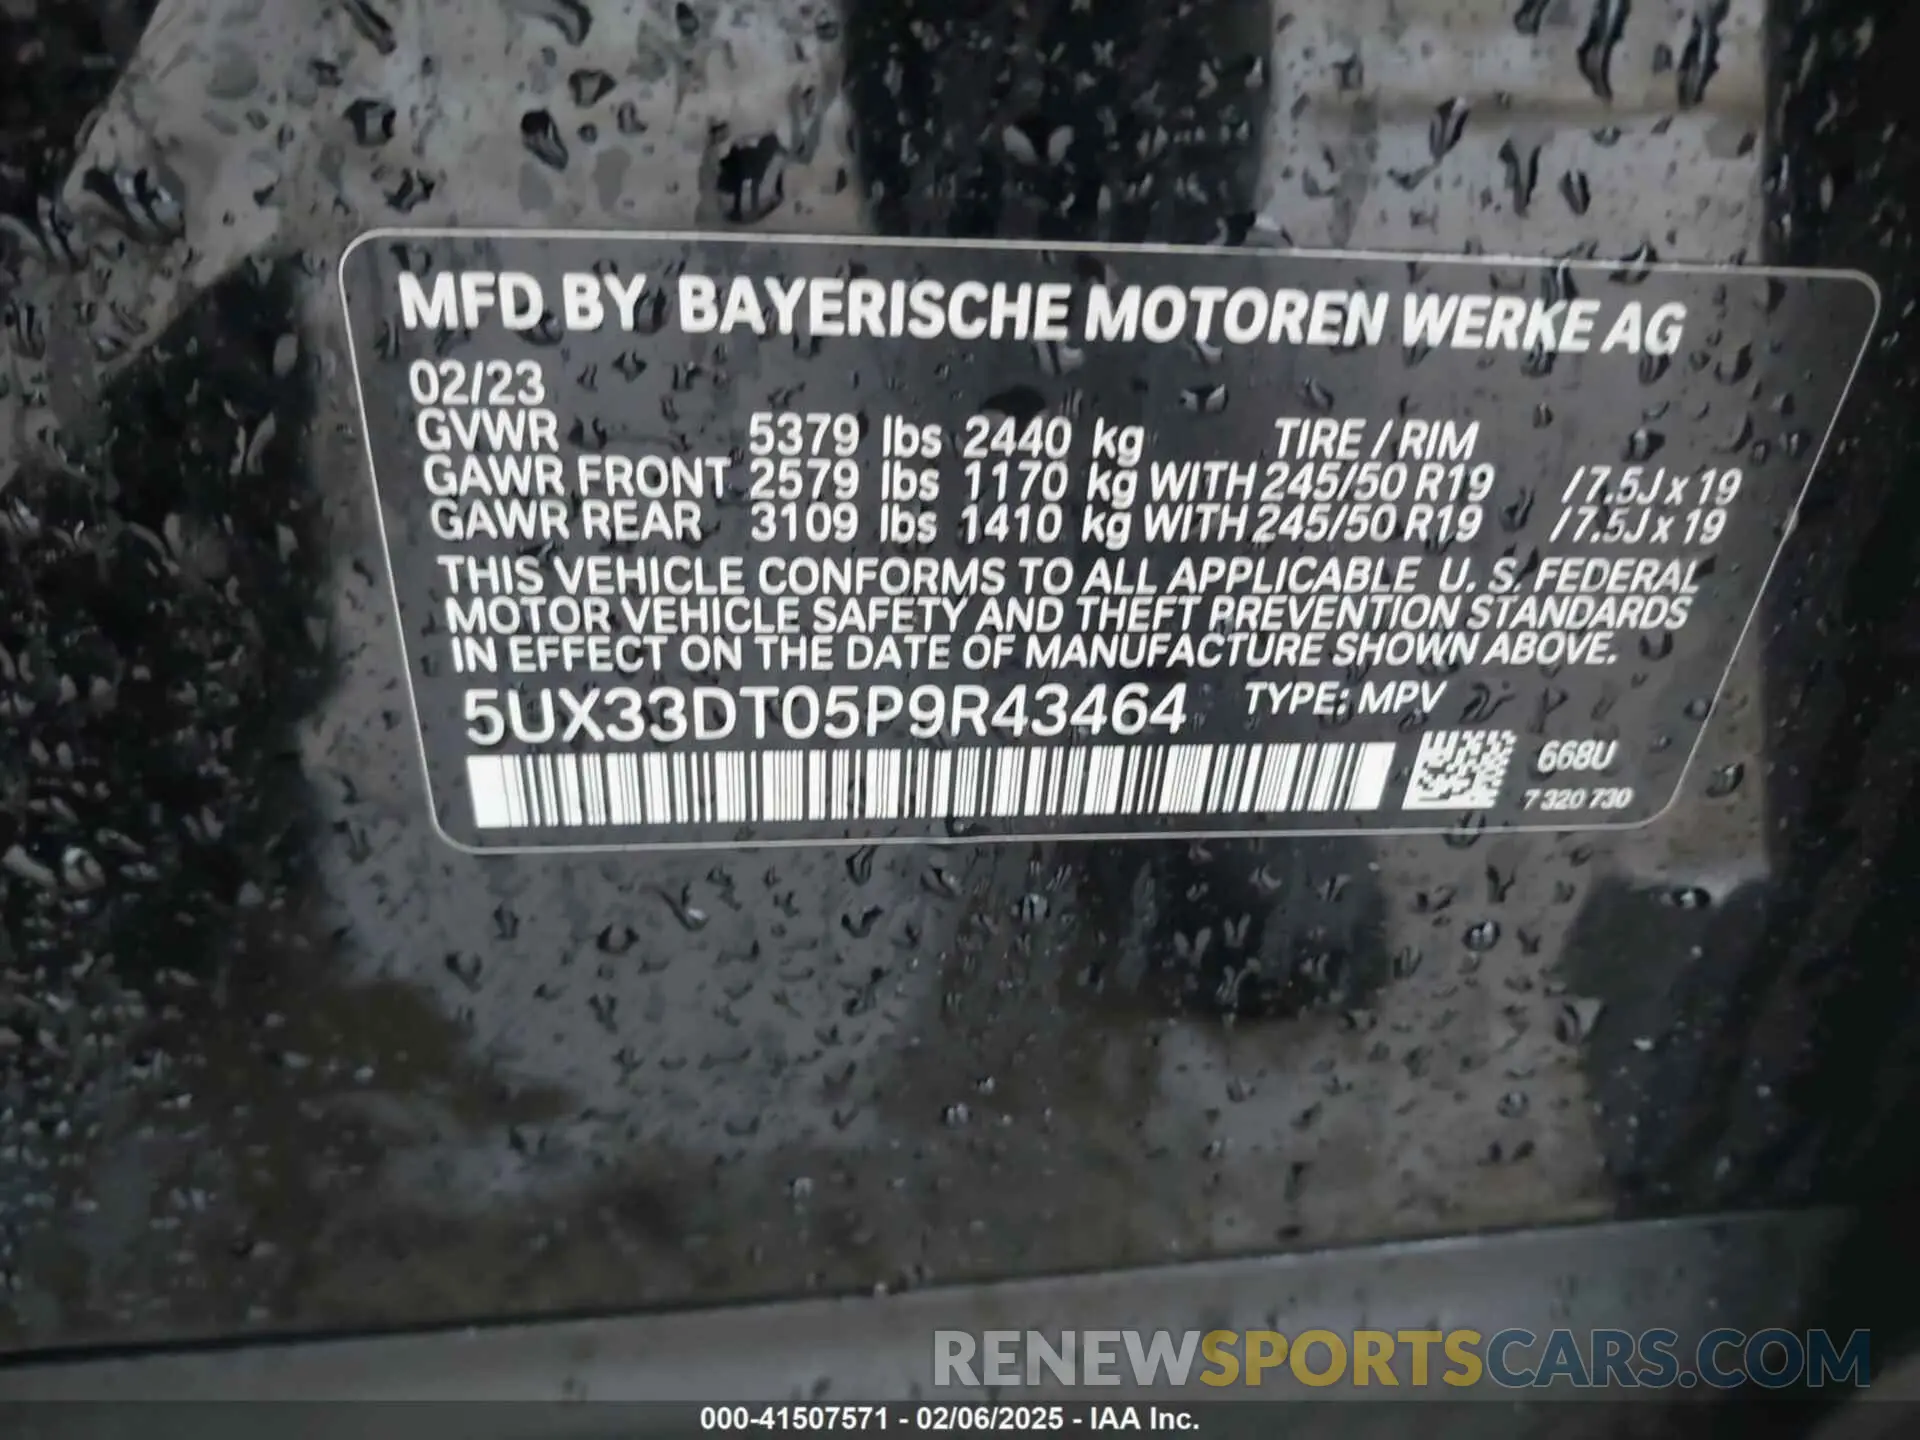 MFD BY BAYERISCHE MOTOREN WERKE AG
02/23
GVWR 5379 lbs 2440 kg TIRE / RIM
GAWR FRONT 2579 lbs 1170 kg WITH 245/50 R19 /7.5J x 19
GAWR REAR 3109 lbs 1410 kg WITH 245/50 R19 /7.5J x 19
THIS VEHICLE CONFORMS TO ALL APPLICABLE U. S. FEDERAL
MOTOR VEHICLE SAFETY AND THEFT PREVENTION STANDARDS
IN EFFECT ON THE DATE OF MANUFACTURE SHOWN ABOVE.
5UX33DT05P9R43464 TYPE: MPV
668U
7 320 730
RENEWSPORTSCARS.COM
000-41507571 - 02/06/2025 - IAA Inc.